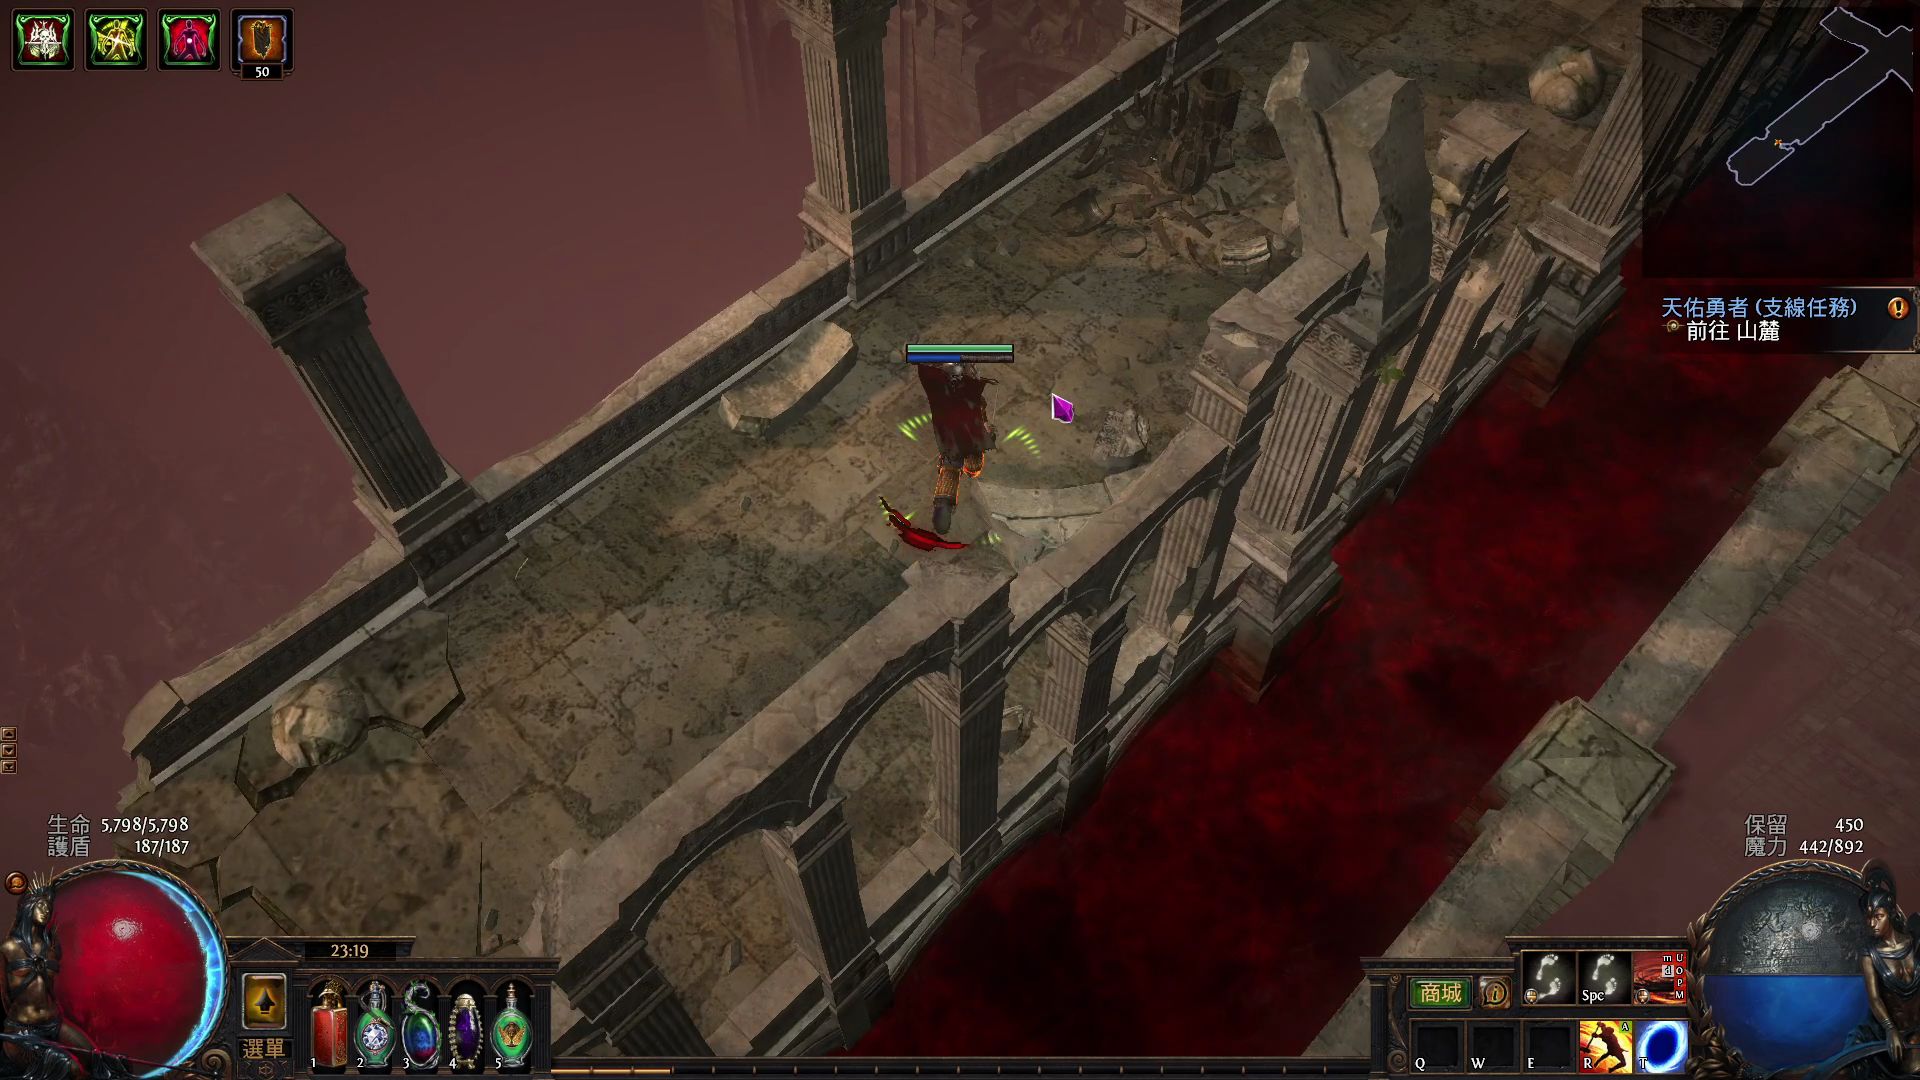 50
天佑勇者 (支線任務)
前往 山麓
生命 5,798/5,798
護盾 187/187
保留 450
魔力 442/892
23:19
選單
1 2 3 4 5
商城
Spc
Q W E R T
A